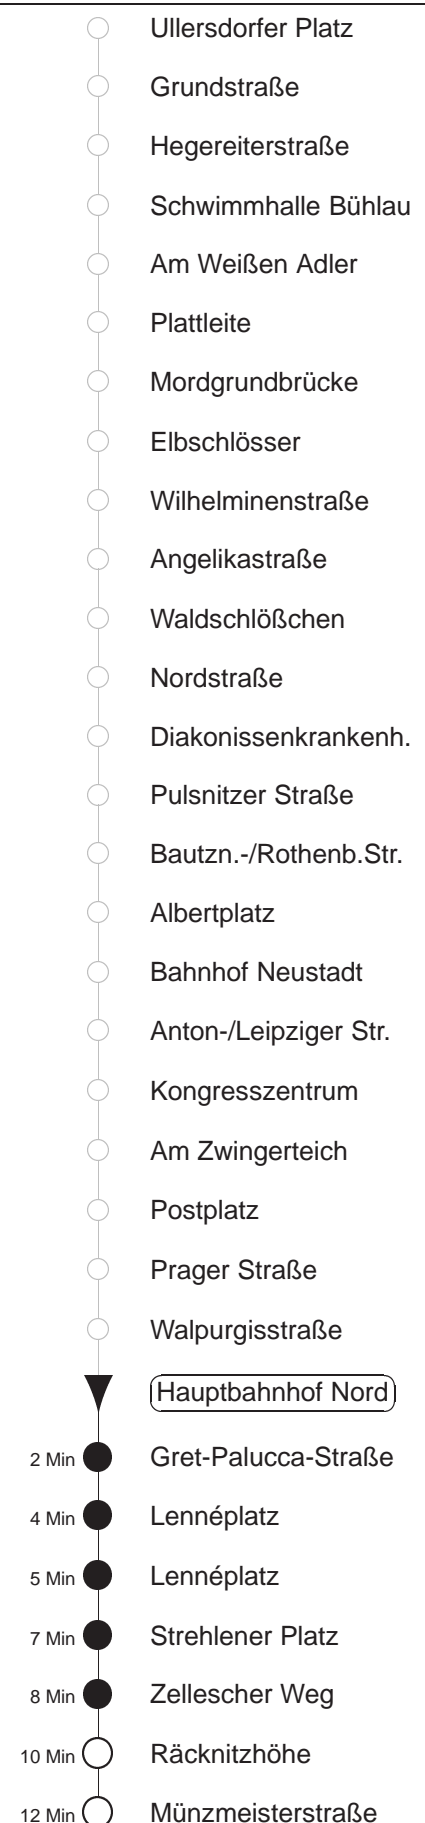 Ullersdorfer Platz
Grundstraße
Hegereiterstraße
Schwimmhalle Bühlau
Am Weißen Adler
Plattleite
Mordgrundbrücke
Elbschlösser
Wilhelminenstraße
Angelikastraße
Waldschlößchen
Nordstraße
Diakonissenkrankenh.
Pulsnitzer Straße
Bautzn.-/Rothenb.Str.
Albertplatz
Bahnhof Neustadt
Anton-/Leipziger Str.
Kongresszentrum
Am Zwingerteich
Postplatz
Prager Straße
Walpurgisstraße
Hauptbahnhof Nord
2 Min Gret-Palucca-Straße
4 Min Lennéplatz
5 Min Lennéplatz
7 Min Strehlener Platz
8 Min Zellescher Weg
10 Min Räcknitzhöhe
12 Min Münzmeisterstraße